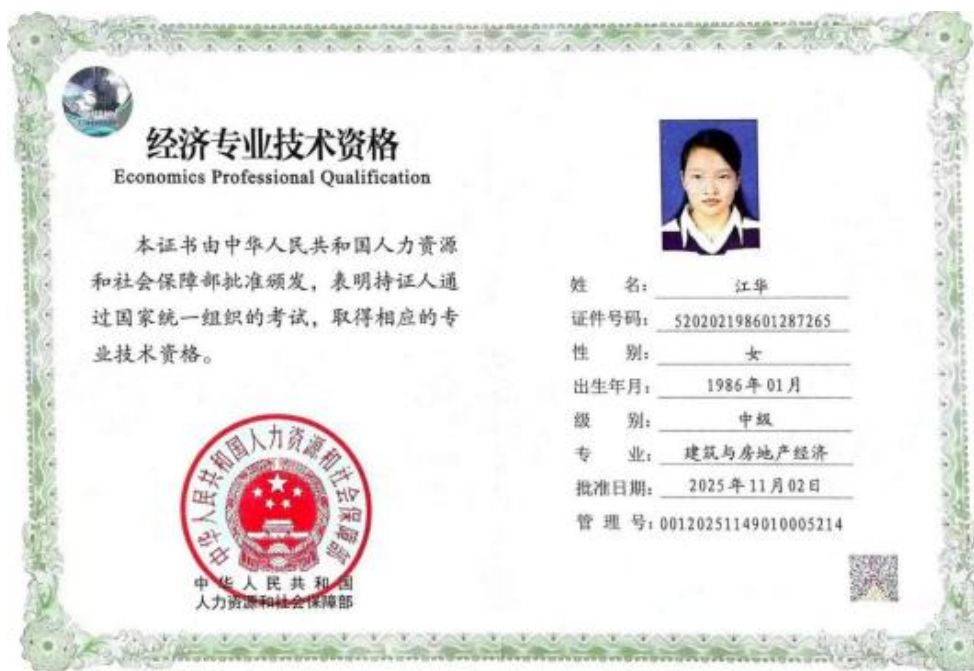 经济专业技术资格
Economics Professional Qualification
本证书由中华人民共和国人力资源
和社会保障部批准颁发，表明持证人通
过国家统一组织的考试，取得相应的专
业技术资格。
中华人民共和国人力资源和社会保障部
中华人民共和国
人力资源和社会保障部
姓 名：江华
证件号码：520202198601287265
性 别：女
出生年月：1986年01月
级 别：中级
专 业：建筑与房地产经济
批准日期：2025年11月02日
管 理 号：00120251149010005214